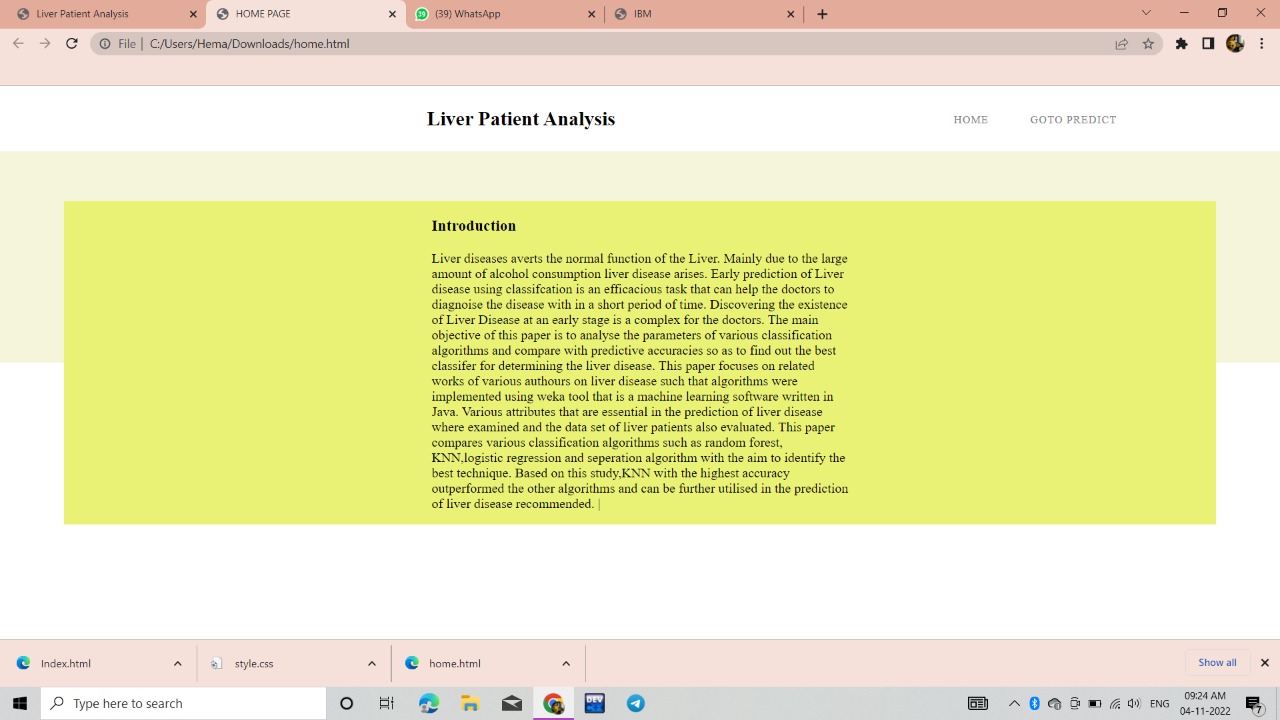 Liver Patient Analysis
HOME PAGE
(39) WhatsApp
IBM
File
C:/Users/Hema/Downloads/home.html
Liver Patient Analysis
HOME
GOTO PREDICT
Introduction
Liver diseases averts the normal function of the Liver. Mainly due to the large
amount of alcohol consumption liver disease arises. Early prediction of Liver
disease using classifcation is an efficacious task that can help the doctors to
diagnoise the disease with in a short period of time. Discovering the existence
of Liver Disease at an early stage is a complex for the doctors. The main
objective of this paper is to analyse the parameters of various classification
algorithms and compare with predictive accuracies so as to find out the best
classifer for determining the liver disease. This paper focuses on related
works of various authours on liver disease such that algorithms were
implemented using weka tool that is a machine learning software written in
Java. Various attributes that are essential in the prediction of liver disease
where examined and the data set of liver patients also evaluated. This paper
compares various classification algorithms such as random forest,
KNN,logistic regression and seperation algorithm with the aim to identify the
best technique. Based on this study,KNN with the highest accuracy
outperformed the other algorithms and can be further utilised in the prediction
of liver disease recommended. |
Index.html
style.css
home.html
Show all
Type here to search
DEV
ENG
09:24 AM
04-11-2022
7